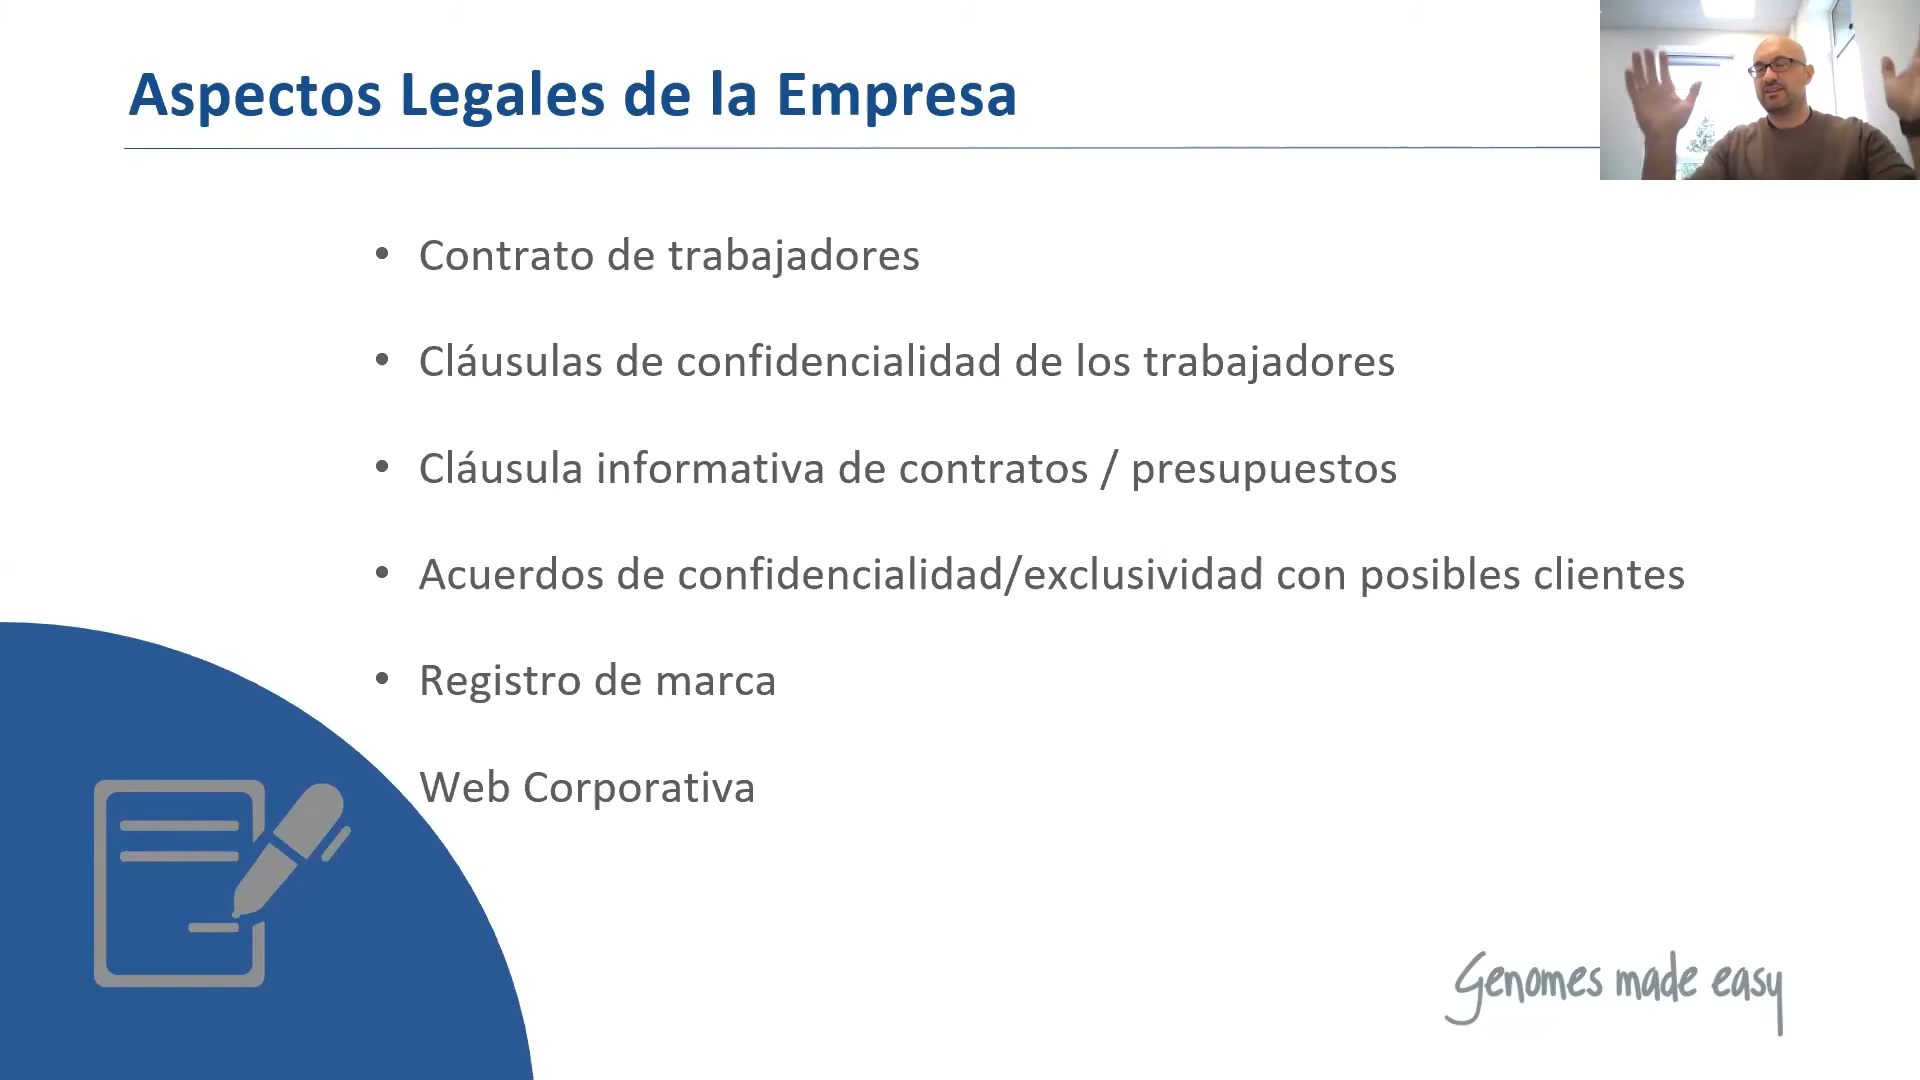 Aspectos Legales de la Empresa
• Contrato de trabajadores
• Cláusulas de confidencialidad de los trabajadores
• Cláusula informativa de contratos / presupuestos
• Acuerdos de confidencialidad/exclusividad con posibles clientes
• Registro de marca
Web Corporativa
Genomes made easy